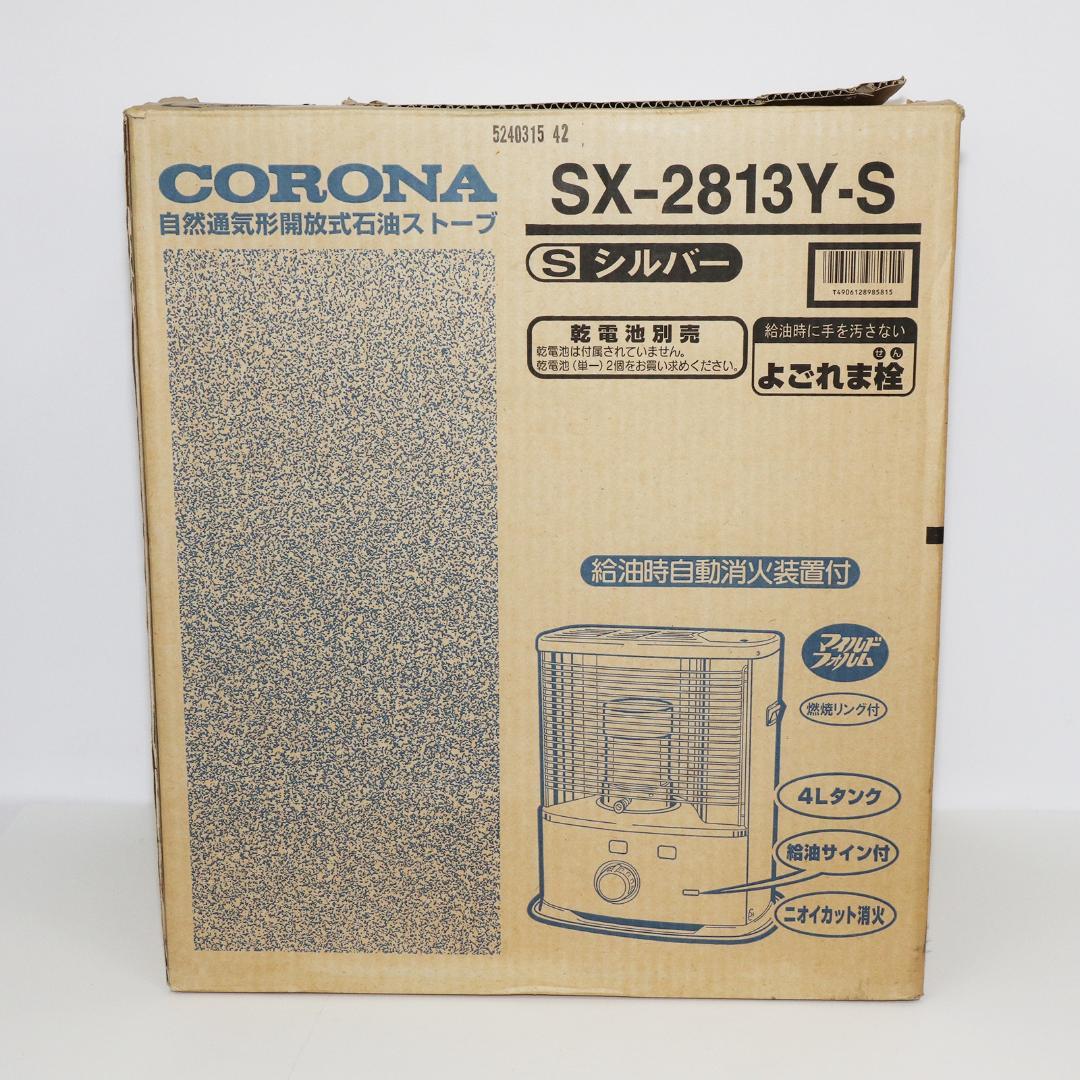 5240315 42
CORONA
自然通気形開放式石油ストーブ
SX-2813Y-S
S シルバー
T4906128985815
乾電池別売
乾電池は付属されていません。
乾電池(単一)2個をお買い求めください。
給油時に手を汚さない
ぜん
よごれま栓
給油時自動消火装置付
マイルド
フォルム
燃焼リング付
4Lタンク
給油サイン付
ニオイカット消火